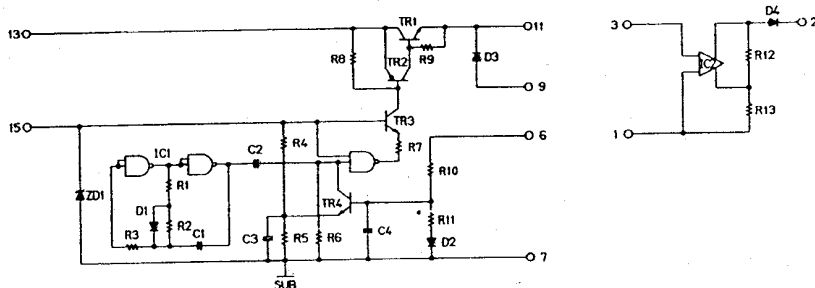 TR1
13 11 3 D4 2
R8 TR2 R9 D3 R12
9
TR3 R13
15 6 1
R4 R7
IC1 C2 R10
R1
ZD1 D1 TR4 R11
R2
R3 C1 C3 R5 R6 C4 D2
7
SUB